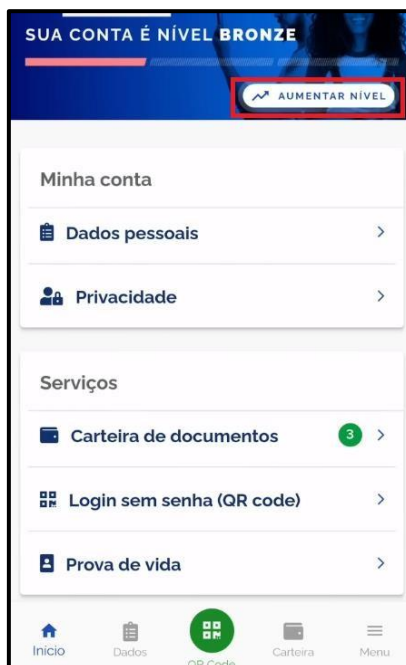 SUA CONTA É NÍVEL BRONZE
AUMENTAR NÍVEL
Minha conta
Dados pessoais
Privacidade
Serviços
Carteira de documentos 3
Login sem senha (QR code)
Prova de vida
Início Dados QR Code Carteira Menu